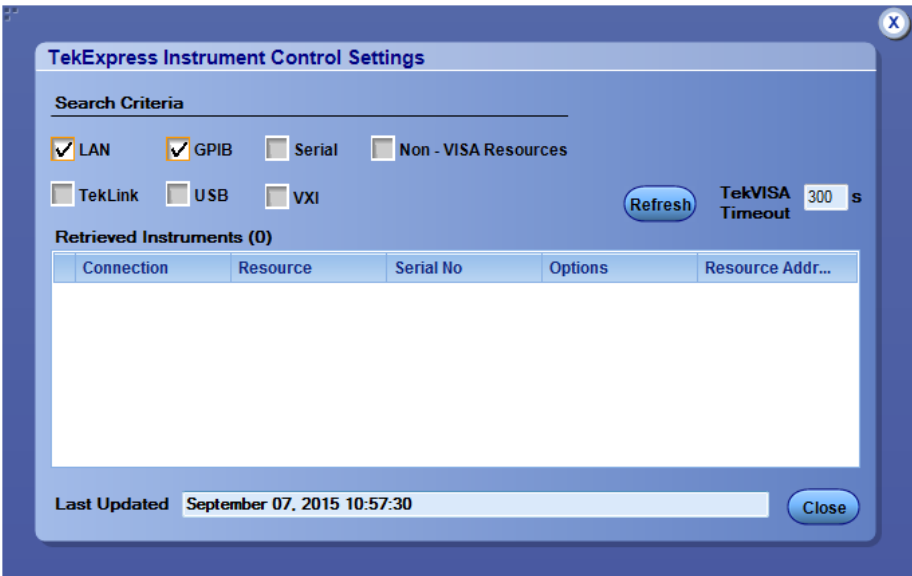 X
TekExpress Instrument Control Settings
Search Criteria
LAN GPIB Serial Non - VISA Resources
TekLink USB VXI
Refresh TekVISA Timeout 300 s
Retrieved Instruments (0)
Connection Resource Serial No Options Resource Addr...
Last Updated September 07, 2015 10:57:30 Close